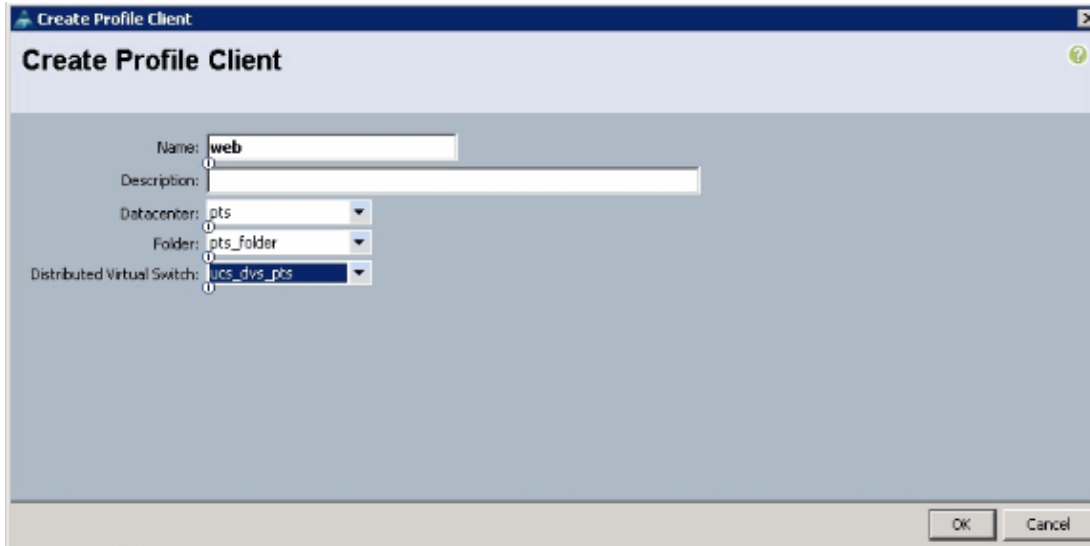 Create Profile Client
Create Profile Client
Name: web
Description:
Datacenter: pts
Folder: pts_folder
Distributed Virtual Switch: ucs_dvs_pts
OK Cancel